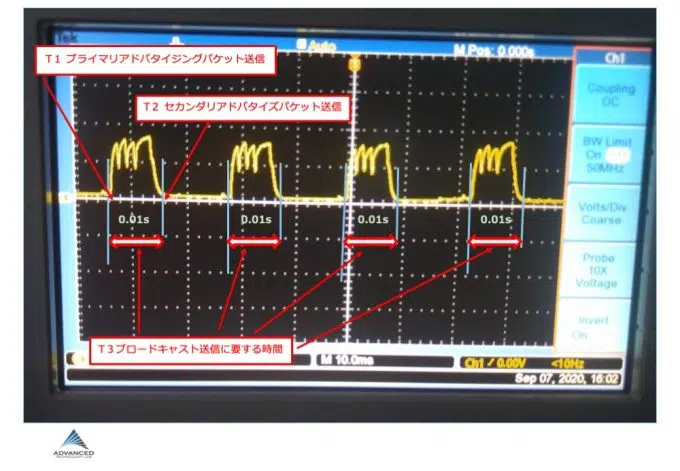 Tek
Auto
M Pos: 0.000s
Ch1
T1 プライマリアドバタイジングパケット送信
Coupling
DC
T2 セカンダリアドバタイズパケット送信
BW Limit
On
50MHz
Volts/Div
Coarse
0.01s
0.01s
0.01s
0.01s
Probe
10X
Voltage
Invert
On
T3ブロードキャスト送信に要する時間
M 10.0ms
Ch1 / 0.00V
<10Hz
Sep 07, 2020, 16:02
ADVANCED